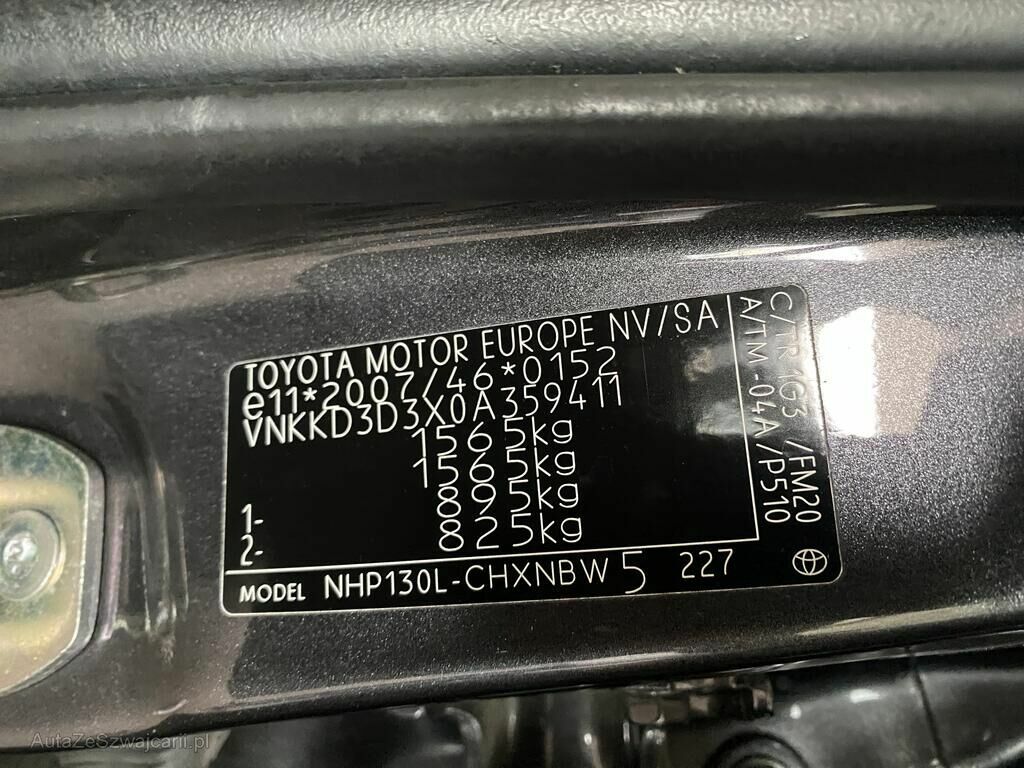 TOYOTA MOTOR EUROPE NV/SA
e11*2007/46*0152
VNKKD3D3X0A359411
1565kg
1565kg
1- 895kg
2- 825kg
MODEL NHP130L-CHXNBW 5 227
C/TR 1G3 /FM20
A/TM -04A/P510
AutaZeSzwajcarii.pl